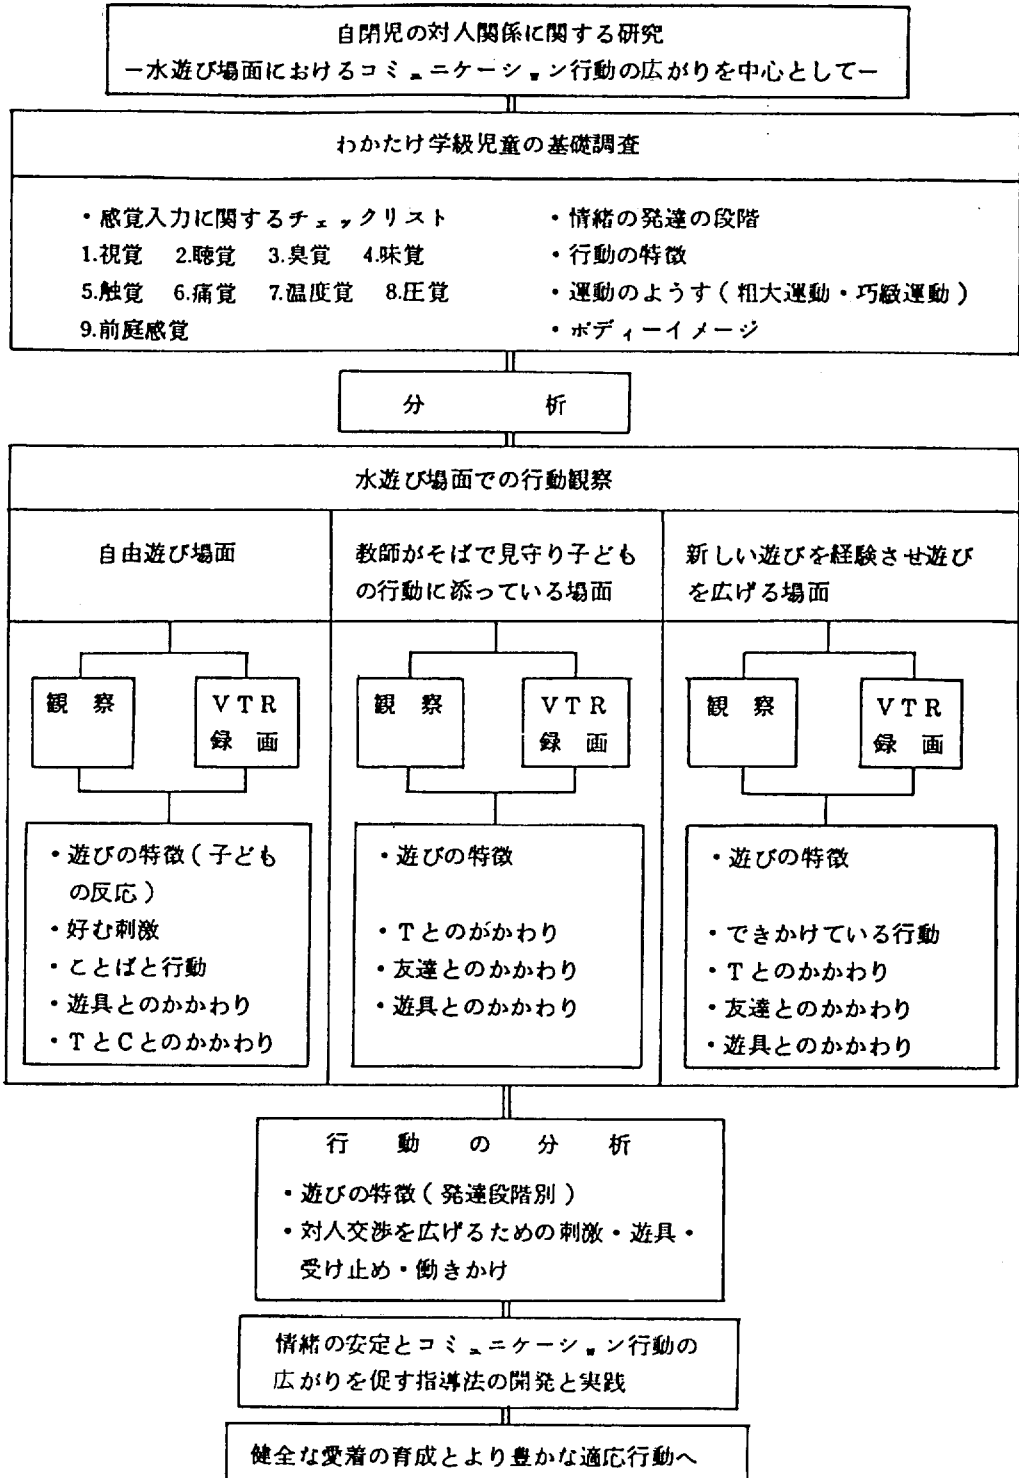 自閉児の対人関係に関する研究
−水遊び場面におけるコミュニケーション行動の広がりを中心として−
わかたけ学級児童の基礎調査
・感覚入力に関するチェックリスト
1.視覚 2.聴覚 3.臭覚 4.味覚
5.触覚 6.痛覚 7.温度覚 8.圧覚
9.前庭感覚
・情緒の発達の段階
・行動の特徴
・運動のようす(粗大運動・巧緻運動)
・ボディーイメージ
分 析
水遊び場面での行動観察
自由遊び場面
観 察
VTR
録 画
・遊びの特徴(子ども
の反応)
・好む刺激
・ことばと行動
・遊具とのかかわり
・TとCとのかかわり
教師がそばで見守り子ども
の行動に添っている場面
観 察
VTR
録 画
・遊びの特徴
・Tとのがかわり
・友達とのかかわり
・遊具とのかかわり
新しい遊びを経験させ遊び
を広げる場面
観 察
VTR
録 画
・遊びの特徴
・できかけている行動
・Tとのかかわり
・友達とのかかわり
・遊具とのかかわり
行 動 の 分 析
・遊びの特徴(発達段階別)
・対人交渉を広げるための刺激・遊具・
受け止め・働きかけ
情緒の安定とコミュニケーション行動の
広がりを促す指導法の開発と実践
健全な愛着の育成とより豊かな適応行動へ